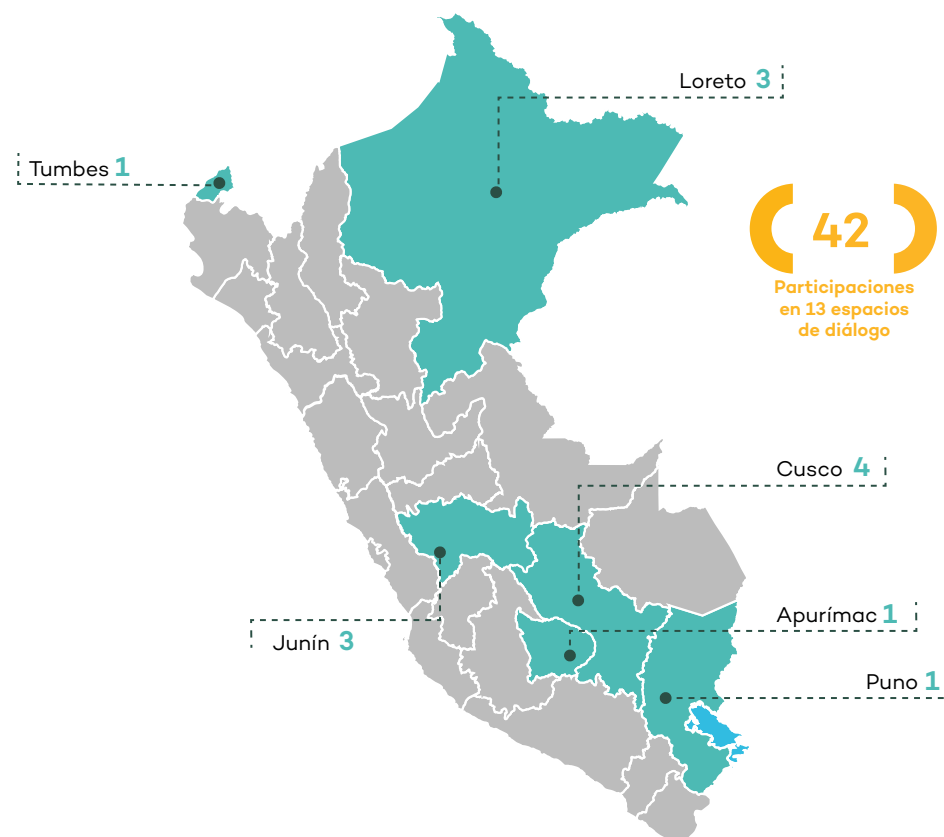 Loreto 3
Tumbes 1
42
Participaciones
en 13 espacios
de diálogo
Cusco 4
Apurímac 1
Junín 3
Puno 1